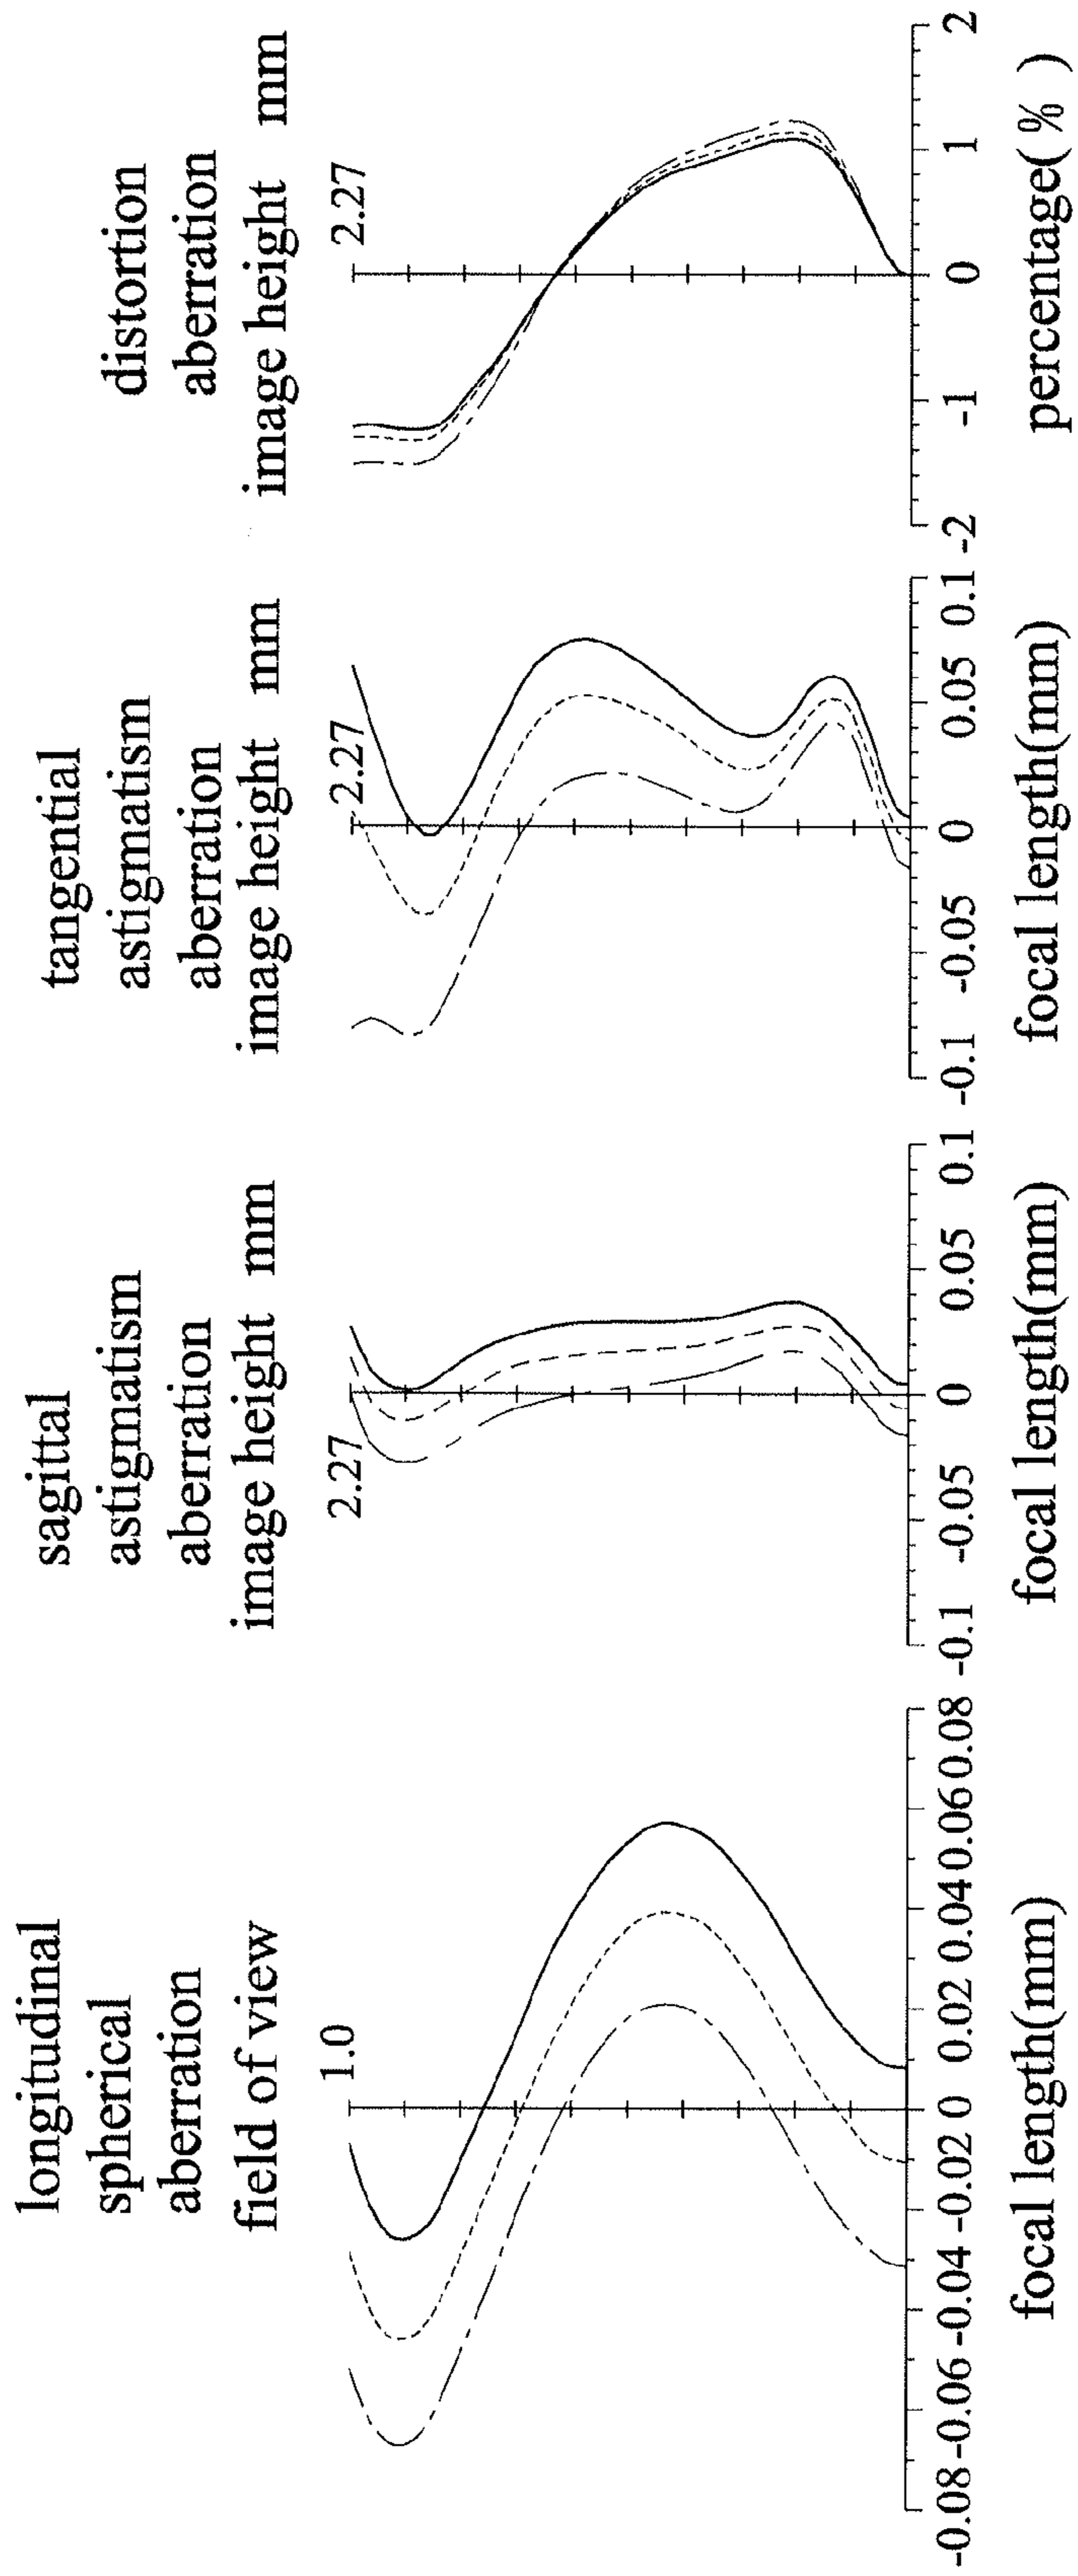 longitudinal
spherical
aberration
field of view
1.0
-0.08 -0.06 -0.04 -0.02 0 0.02 0.04 0.06 0.08
focal length(mm)
sagittal
astigmatism
aberration
image height mm
2.27
-0.1 -0.05 0 0.05 0.1
focal length(mm)
tangential
astigmatism
aberration
image height mm
2.27
-0.1 -0.05 0 0.05 0.1
focal length(mm)
distortion
aberration
image height mm
2.27
-2 -1 0 1 2
percentage( % )